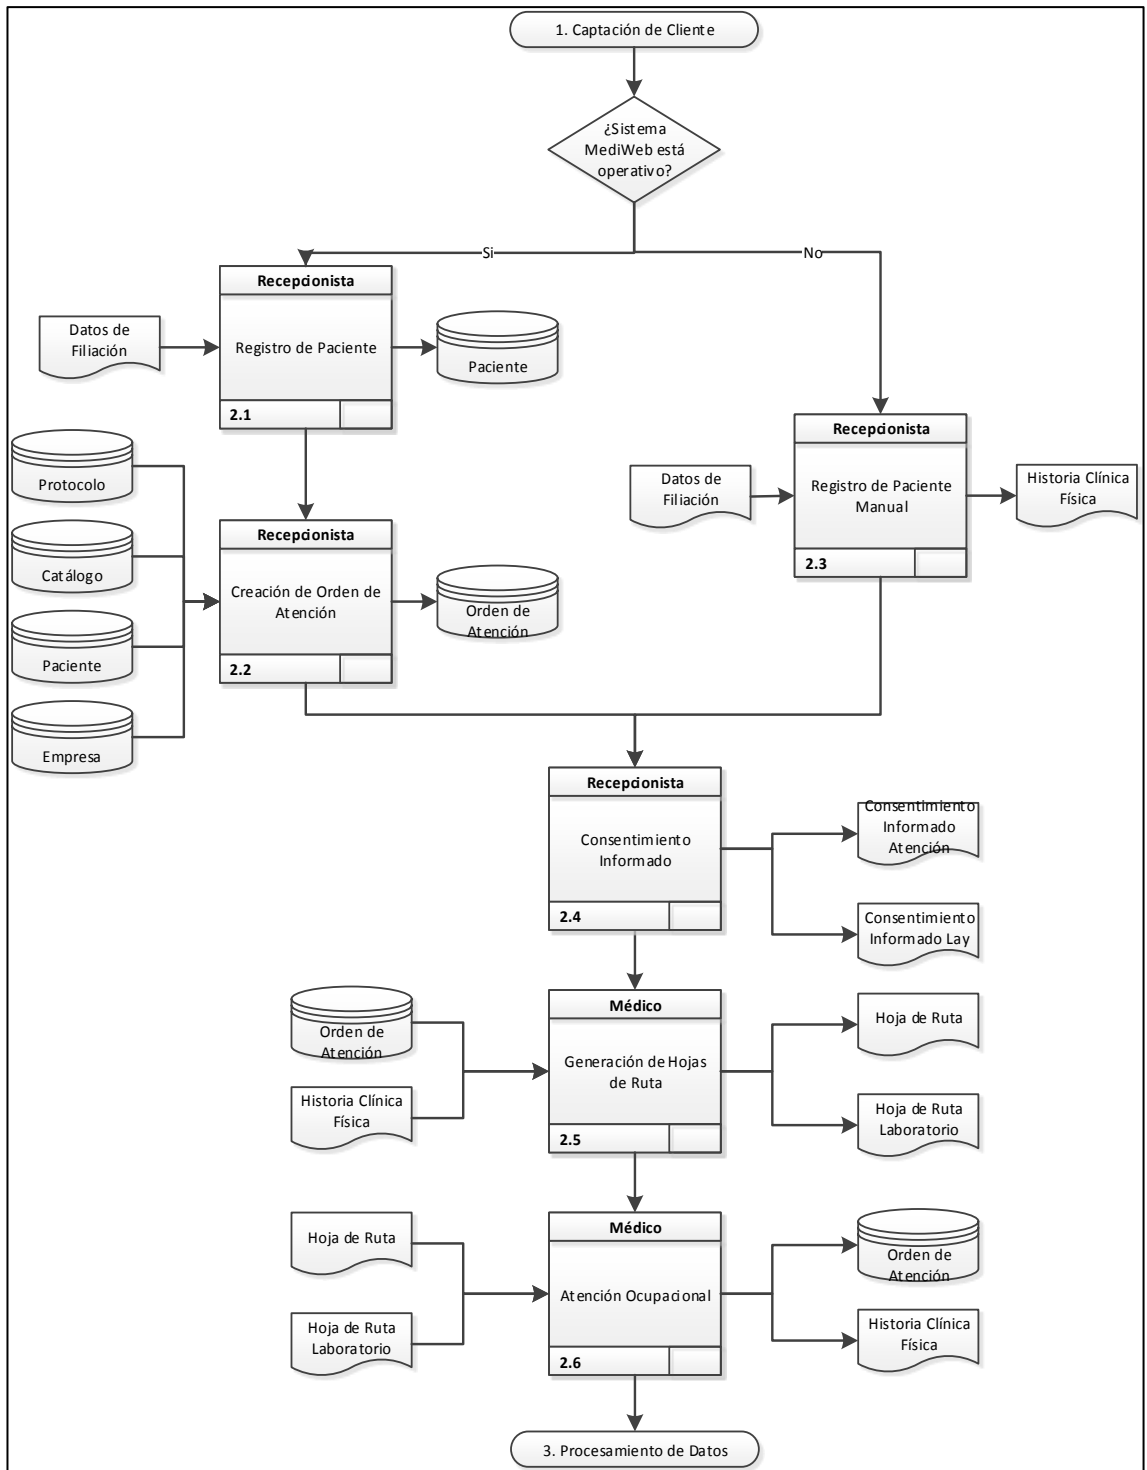 1. Captación de Cliente
¿Sistema
MediWeb está
operativo?
Si
No
Recepcionista
Datos de
Filiación
Registro de Paciente
Paciente
2.1
Recepcionista
Protocolo
Datos de
Filiación
Registro de Paciente
Manual
Historia Clínica
Física
2.3
Recepcionista
Catálogo
Creación de Orden de
Atención
Orden de
Atención
Paciente
2.2
Empresa
Recepcionista
Consentimiento
Informado
Consentimiento
Informado
Atención
2.4
Consentimiento
Informado Lay
Médico
Orden de
Atención
Generación de Hojas
de Ruta
Hoja de Ruta
Historia Clínica
Física
Hoja de Ruta
Laboratorio
2.5
Médico
Hoja de Ruta
Atención Ocupacional
Orden de
Atención
Hoja de Ruta
Laboratorio
Historia Clínica
Física
2.6
3. Procesamiento de Datos